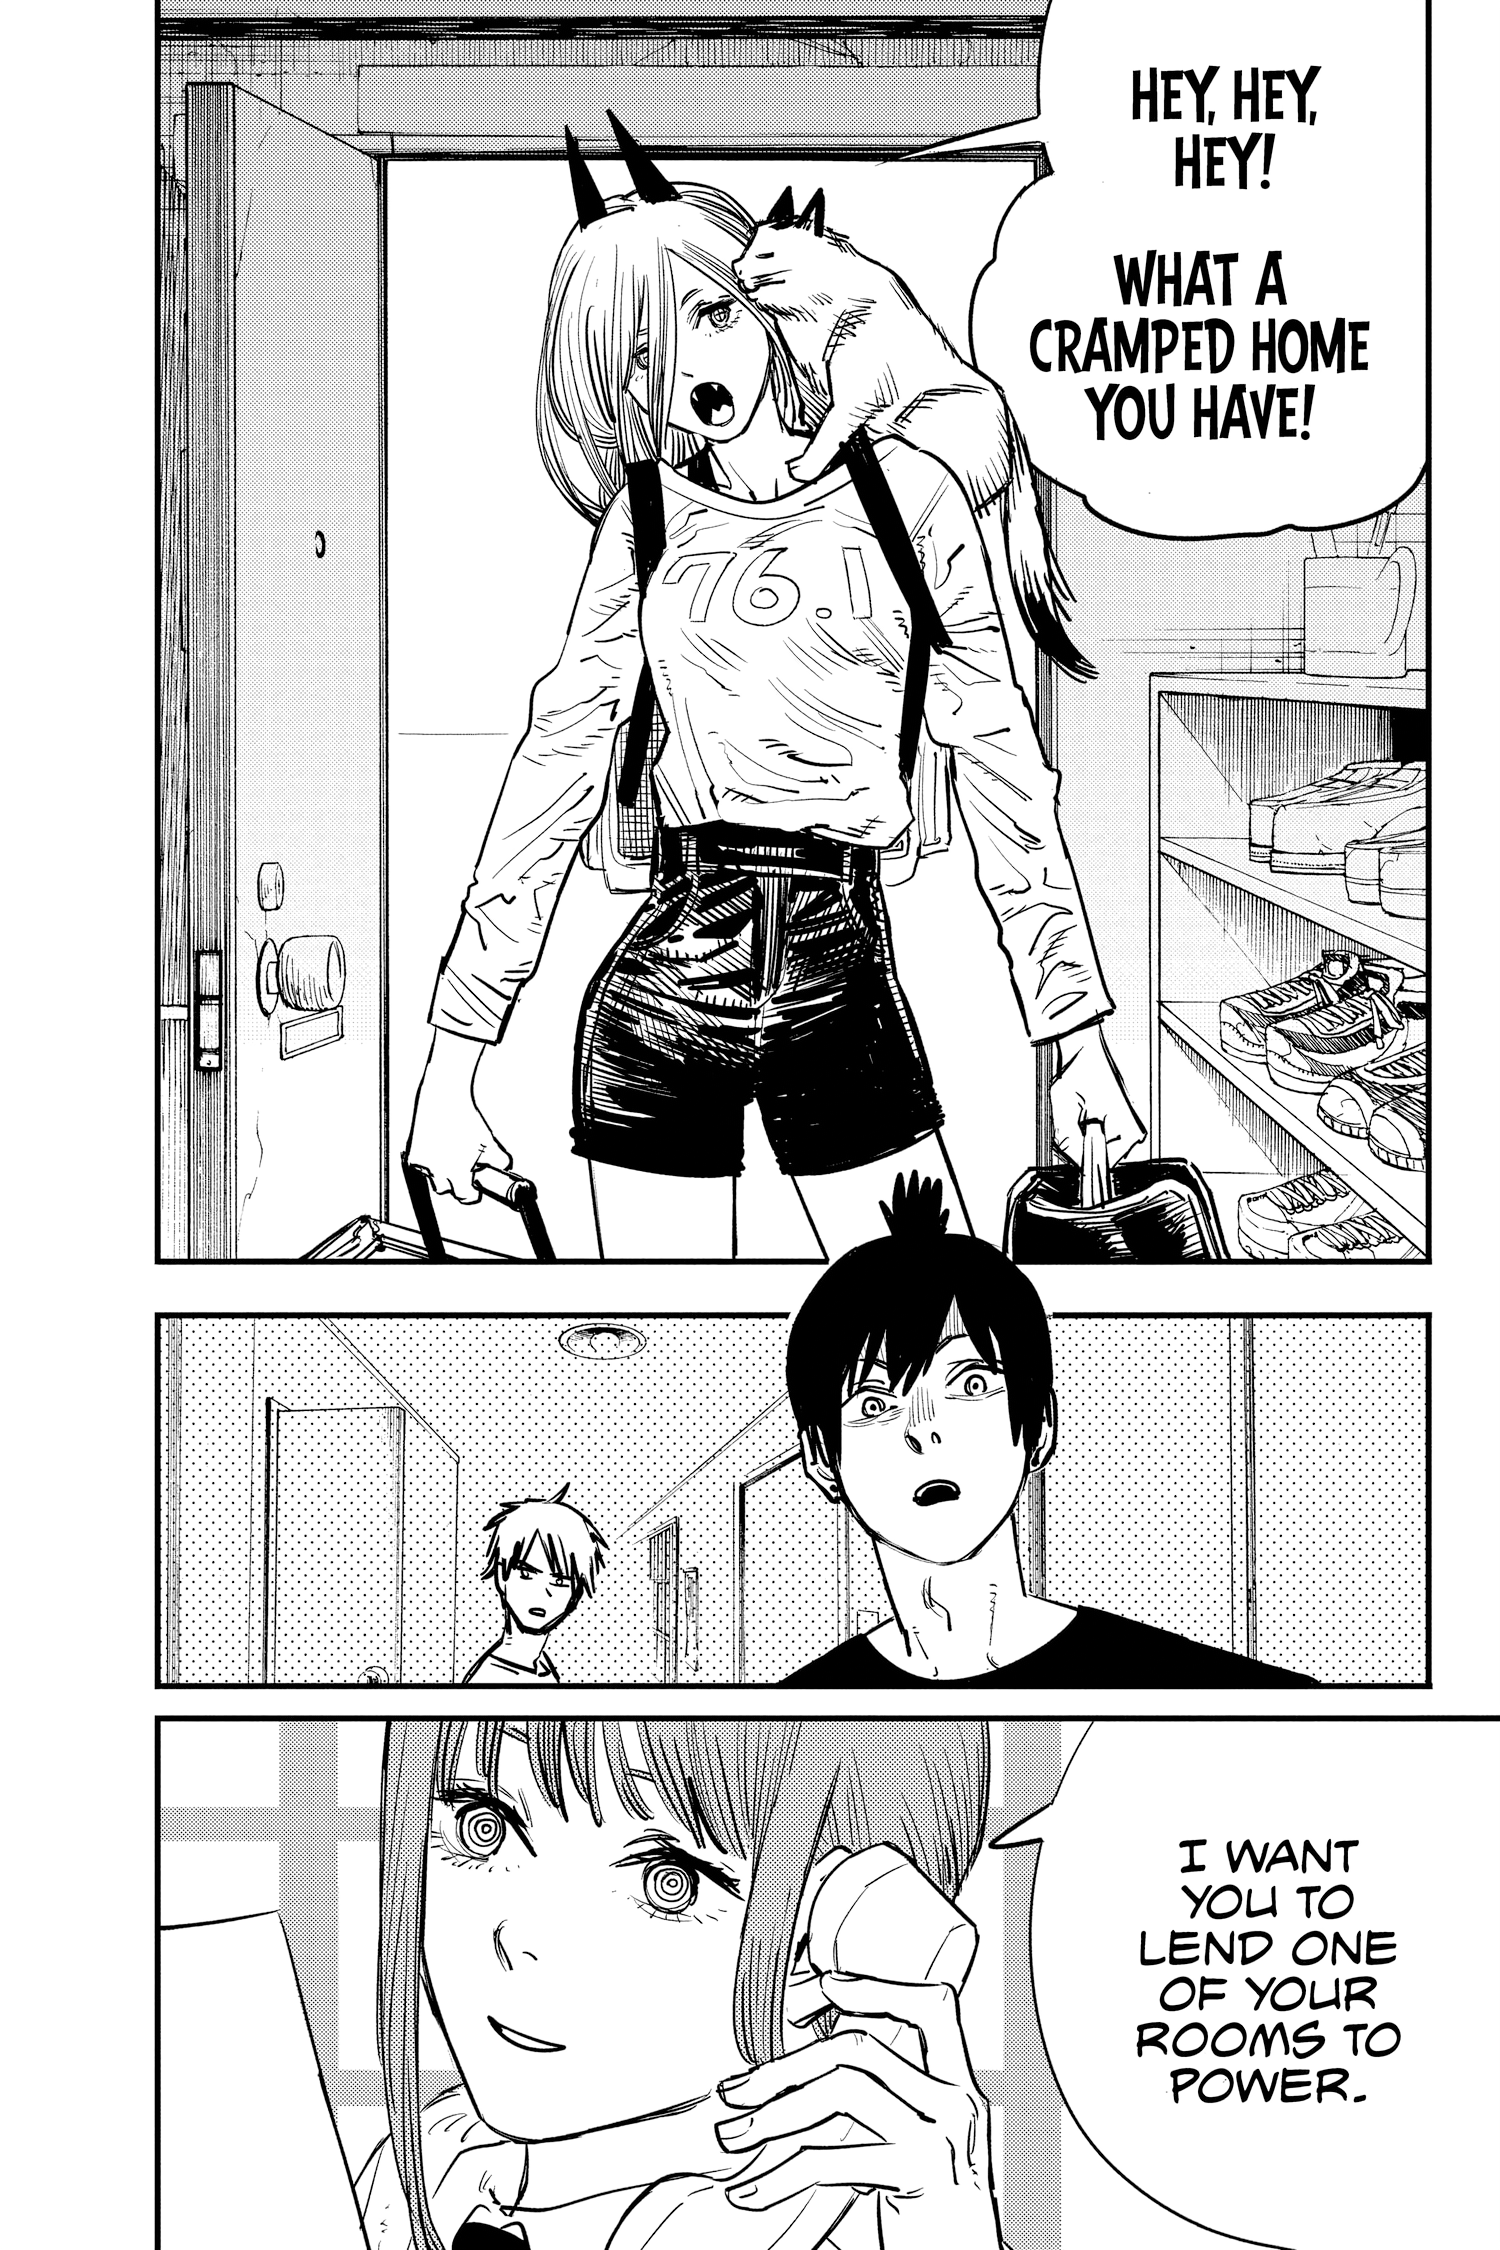 HEY, HEY,
HEY!
WHAT A
CRAMPED HOME
YOU HAVE!
76.1
I WANT
YOU TO
LEND ONE
OF YOUR
ROOMS TO
POWER.